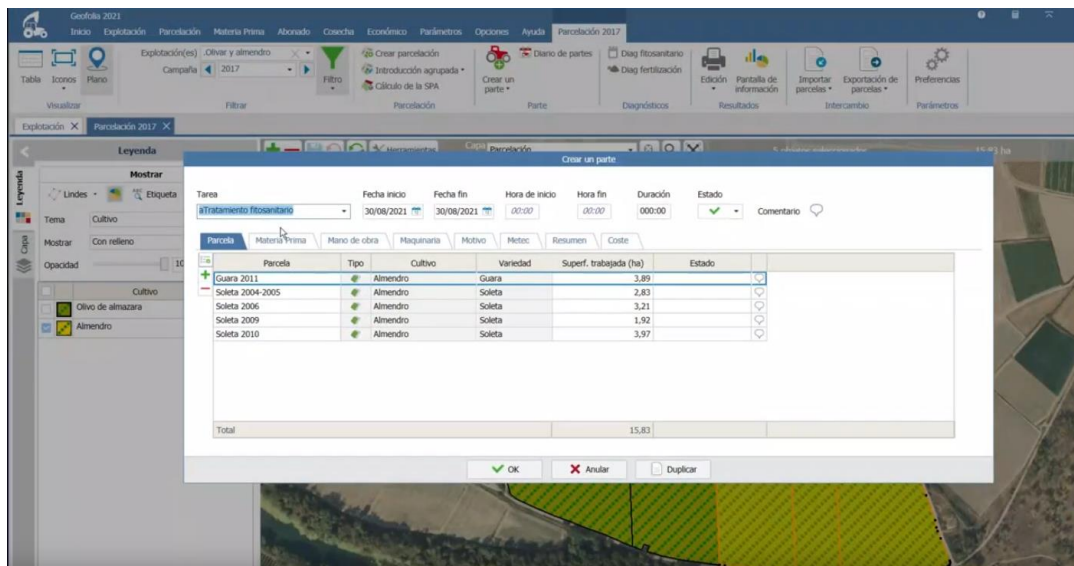 Geofolia 2021
Inicio Explotación Parcelación Materia Prima Abonado Cosecha Económico Parámetros Opciones Ayuda Parcelación 2017
Explotación(es) .Olivar y almendro
Campaña 2017
Tabla Iconos Plano
Filtro
Crear parcelación
Introducción agrupada
Cálculo de la SPA
Crear un parte
Diario de partes
Diag fitosanitario
Diag fertilización
Edición
Pantalla de información
Importar parcelas
Exportación de parcelas
Preferencias
Visualizar Filtrar Parcelación Parte Diagnósticos Resultados Intercambio Parámetros
Explotación Parcelación 2017
Leyenda
Herramientas
Capa Parcelación
5 objetos seleccionados
15,83 ha
Crear un parte
Leyenda
Capa
Mostrar
Lindes Etiqueta
Tema Cultivo
Mostrar Con relleno
Opacidad 10
Cultivo
Olivo de almazara
Almendro
Tarea Fecha inicio Fecha fin Hora de inicio Hora fin Duración Estado
aTratamiento fitosanitario 30/08/2021 30/08/2021 00:00 00:00 000:00 Comentario
Parcela Materia Prima Mano de obra Maquinaria Motivo Meteo Resumen Coste
Parcela Tipo Cultivo Variedad Superf. trabajada (ha) Estado
Guara 2011 Almendro Guara 3,89
Soleta 2004-2005 Almendro Soleta 2,83
Soleta 2006 Almendro Soleta 3,21
Soleta 2009 Almendro Soleta 1,92
Soleta 2010 Almendro Soleta 3,97
Total 15,83
OK Anular Duplicar